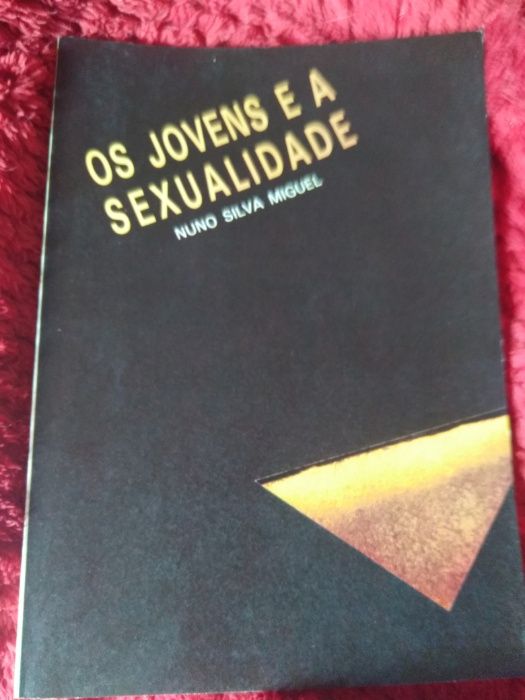 OS JOVENS E A
SEXUALIDADE
NUNO SILVA MIGUEL